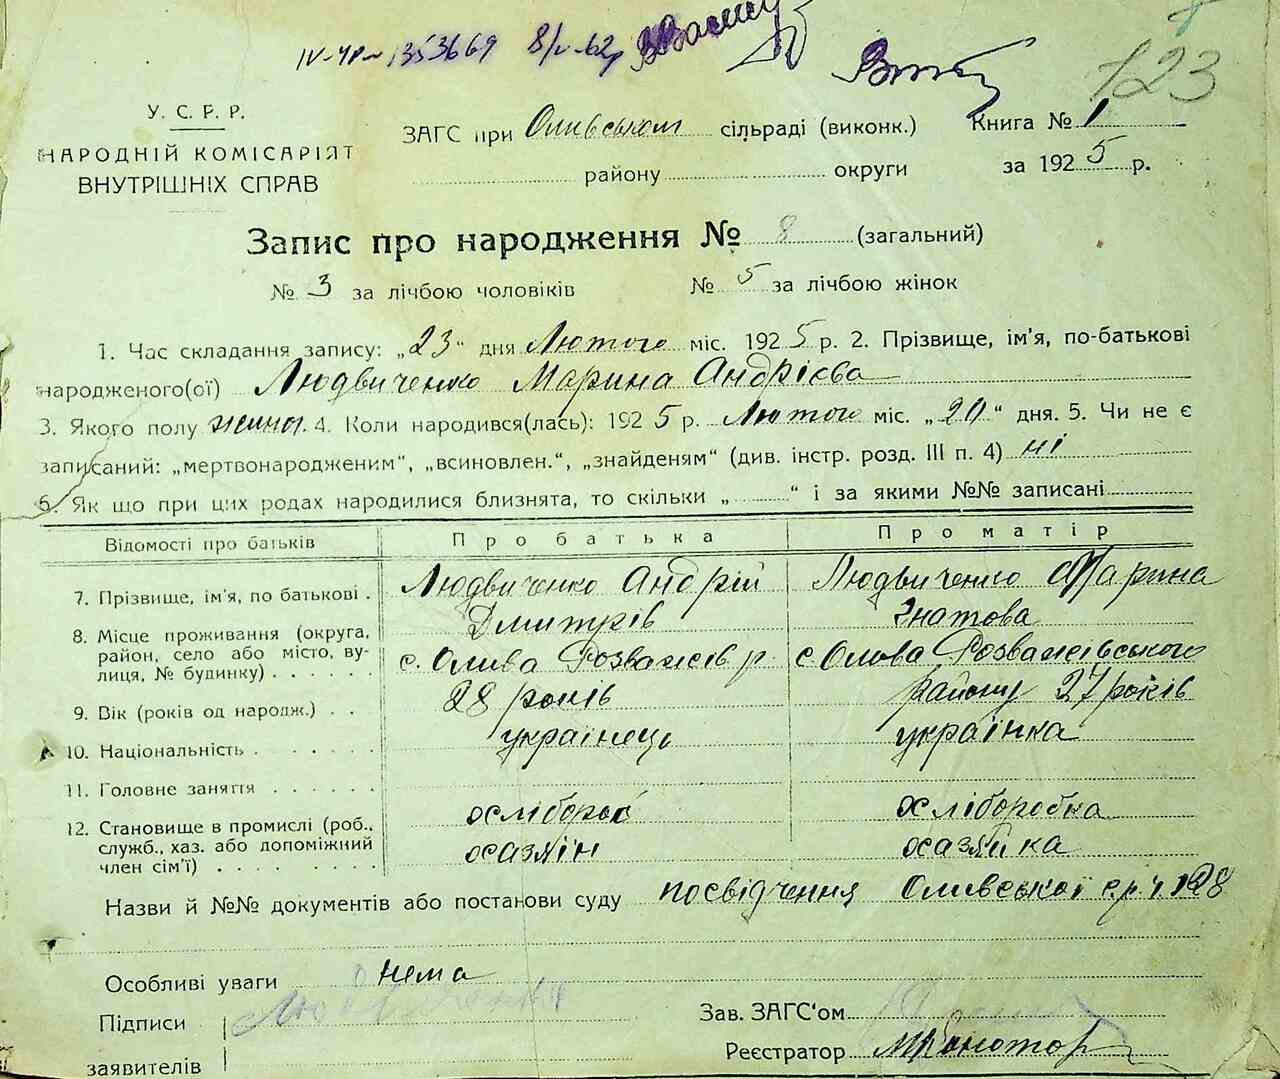 IV-ЧР 1353669 8/V-62р
123
У. С. Р. Р.
НАРОДНІЙ КОМІСАРІЯТ
ВНУТРІШНІХ СПРАВ
ЗАГС при Оливському сільраді (виконк.) Книга № 1
району округи за 1925 р.
Запис про народження № 8 (загальний)
№ 3 за лічбою чоловіків № 5 за лічбою жінок
1. Час складання запису: „23“ дня Лютого міс. 1925 р. 2. Прізвище, ім'я, по-батькові
народженого(ої) Людвиченко Марина Андрієва
3. Якого полу жіноч. 4. Коли народився(лась): 1925 р. Лютого міс. „20“ дня. 5. Чи не є
записаний: „мертвонародженим“, „всиновлен.“, „знайденям“ (див. інстр. розд. III п. 4) ні
6. Як що при цих родах народилися близнята, то скільки „ “ і за якими №№ записані
Відомості про батьків Про батька Про матір
7. Прізвище, ім'я, по батькові . Людвиченко Андрій Людвиченко Марина
Дмитрів Гнатова
8. Місце проживання (округа,
район, село або місто, ву-
лиця, № будинку) . . . . . . с. Олива Розважів р с. Олива Розважівського
району
9. Вік (років од народж.) . . 28 років 27 років
10. Національність . . . . . . українець українка
11. Головне заняття . . . . . . хлібороб хліборобка
12. Становище в промислі (роб.,
служб., хаз. або допоміжний
член сім'ї) . . . . . . . . . хазяїн хазяйка
Назви й №№ документів або постанови суду посвідчення Оливської с.р. ч. 128
Особливі уваги нема
Підписи Людвиченко
заявителів
Зав. ЗАГС'ом
Реєстратор